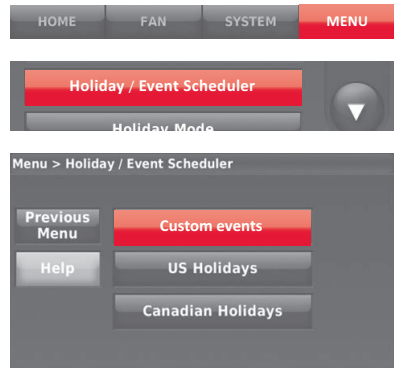 HOME FAN SYSTEM MENU
Holiday / Event Scheduler
Holiday Mode
Menu > Holiday / Event Scheduler
Previous
Menu
Custom events
Help
US Holidays
Canadian Holidays